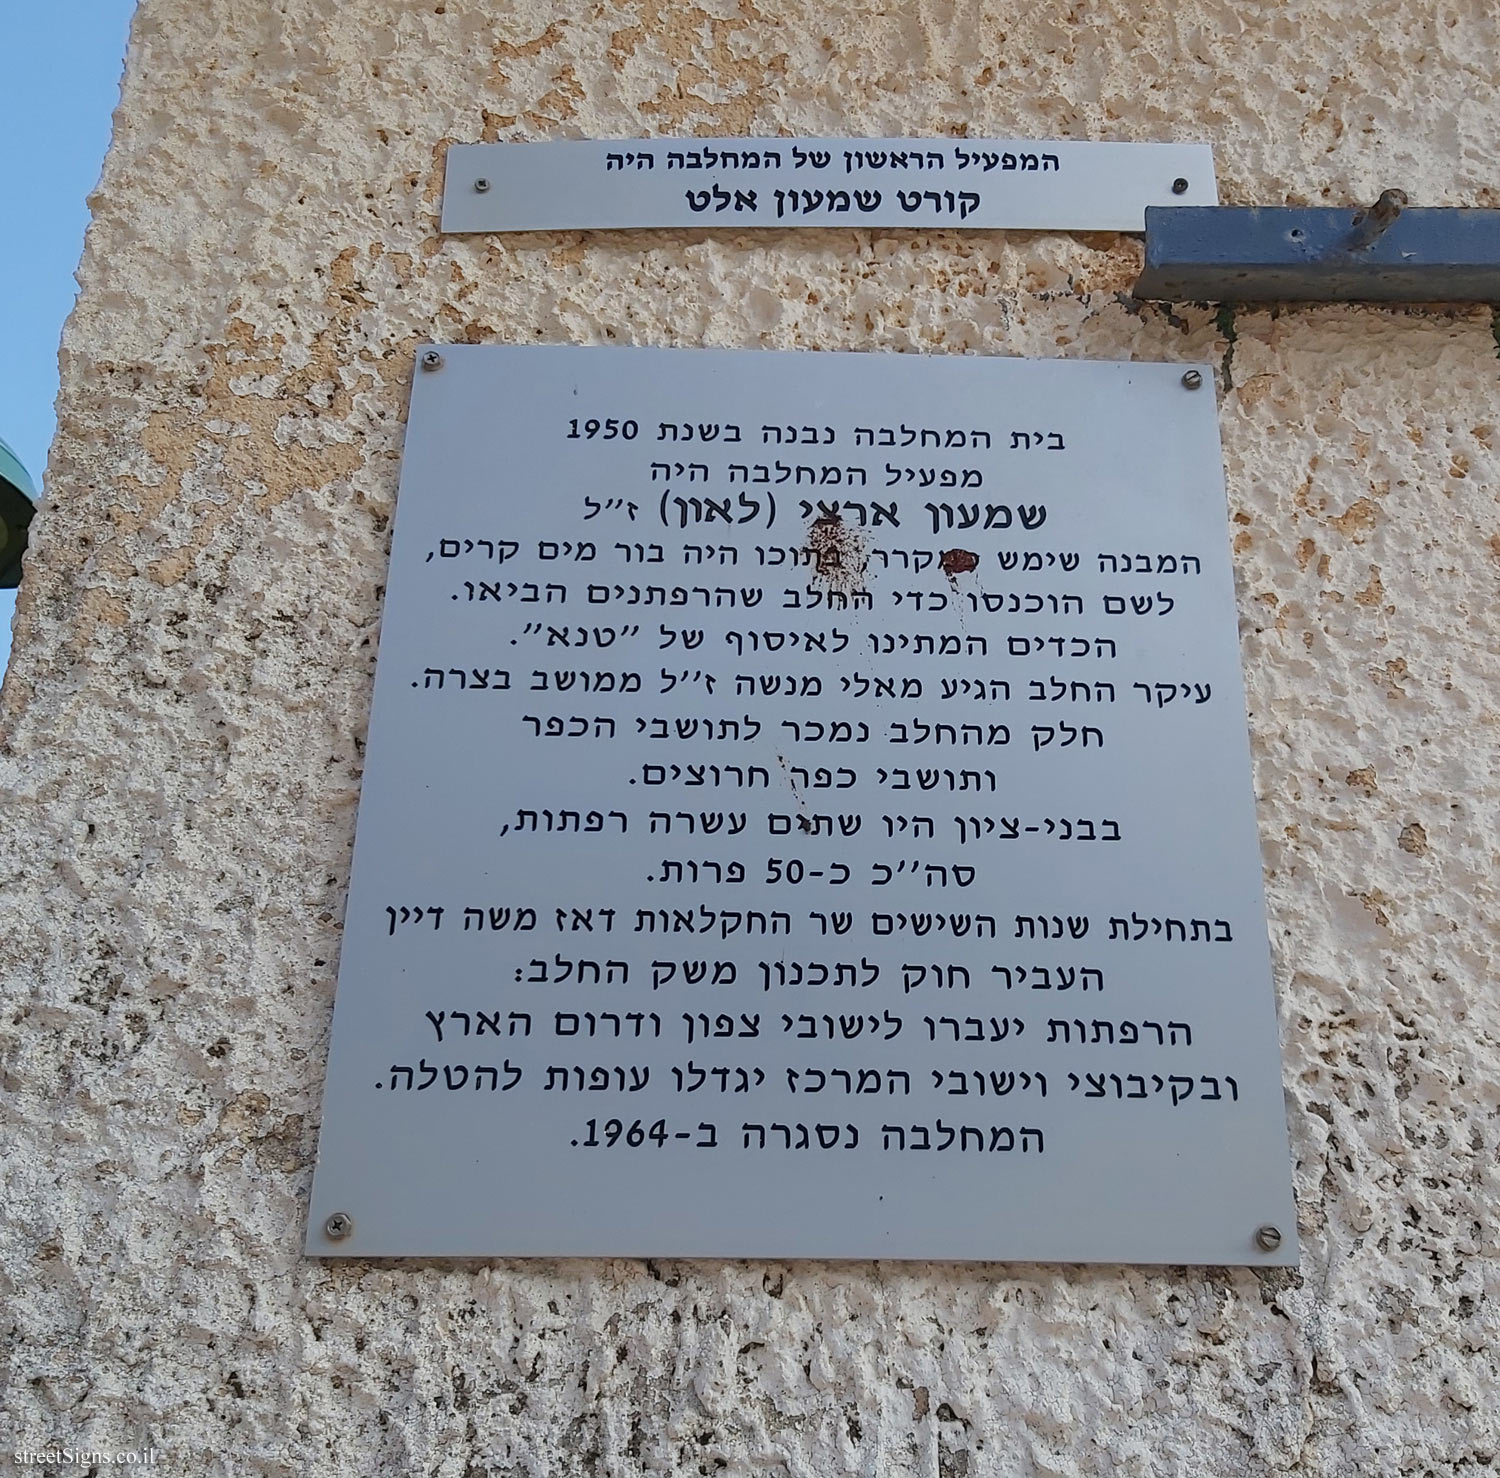 המפעיל הראשון של המחלבה היה
קורט שמעון אלט
בית המחלבה נבנה בשנת 1950
מפעיל המחלבה היה
שמעון ארצי (לאון) ז״ל
המבנה שימש כמקרר, בתוכו היה בור מים קרים,
לשם הוכנסו כדי החלב שהרפתנים הביאו.
הכדים המתינו לאיסוף של ״טנא״.
עיקר החלב הגיע מאלי מנשה ז''ל ממושב בצרה.
חלק מהחלב נמכר לתושבי הכפר
ותושבי כפר חרוצים.
בבני-ציון היו שתים עשרה רפתות,
סה''כ כ-50 פרות.
בתחילת שנות השישים שר החקלאות דאז משה דיין
העביר חוק לתכנון משק החלב:
הרפתות יעברו לישובי צפון ודרום הארץ
ובקיבוצי וישובי המרכז יגדלו עופות להטלה.
המחלבה נסגרה ב-1964.
streetSigns.co.il